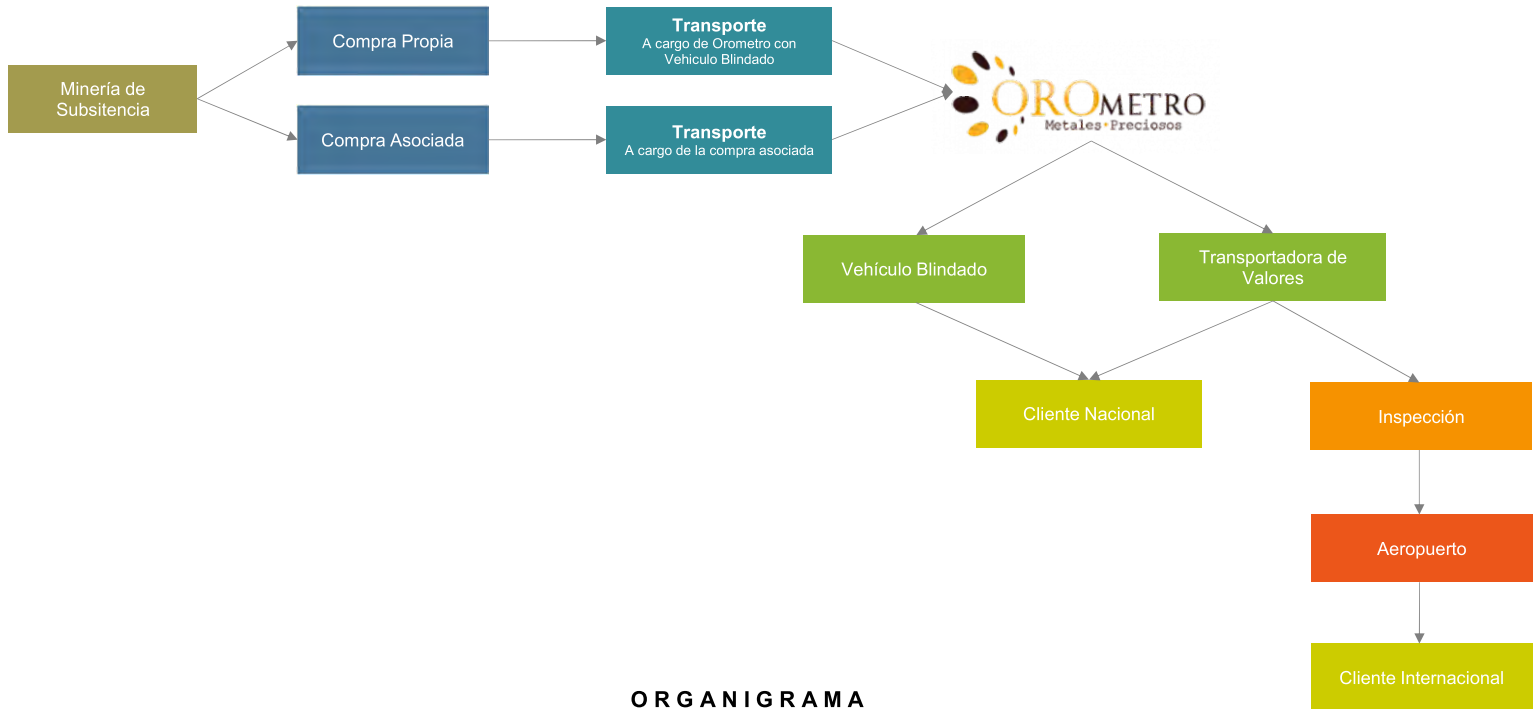 Minería de
Subsitencia
Compra Propia
Compra Asociada
Transporte
A cargo de Orometro con
Vehiculo Blindado
Transporte
A cargo de la compra asociada
OROMETRO
Metales•Preciosos
Vehículo Blindado
Transportadora de
Valores
Cliente Nacional
Inspección
Aeropuerto
Cliente Internacional
ORGANIGRAMA